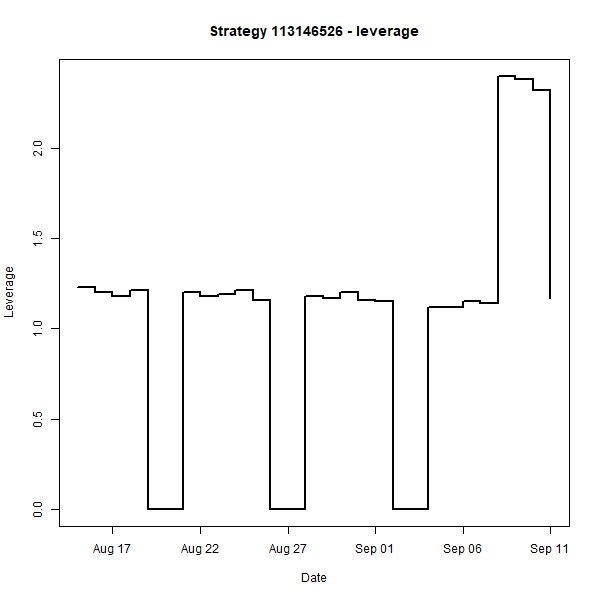 Strategy 113146526 - leverage
Leverage
2.0
1.5
1.0
0.5
0.0
Aug 17 Aug 22 Aug 27 Sep 01 Sep 06 Sep 11
Date